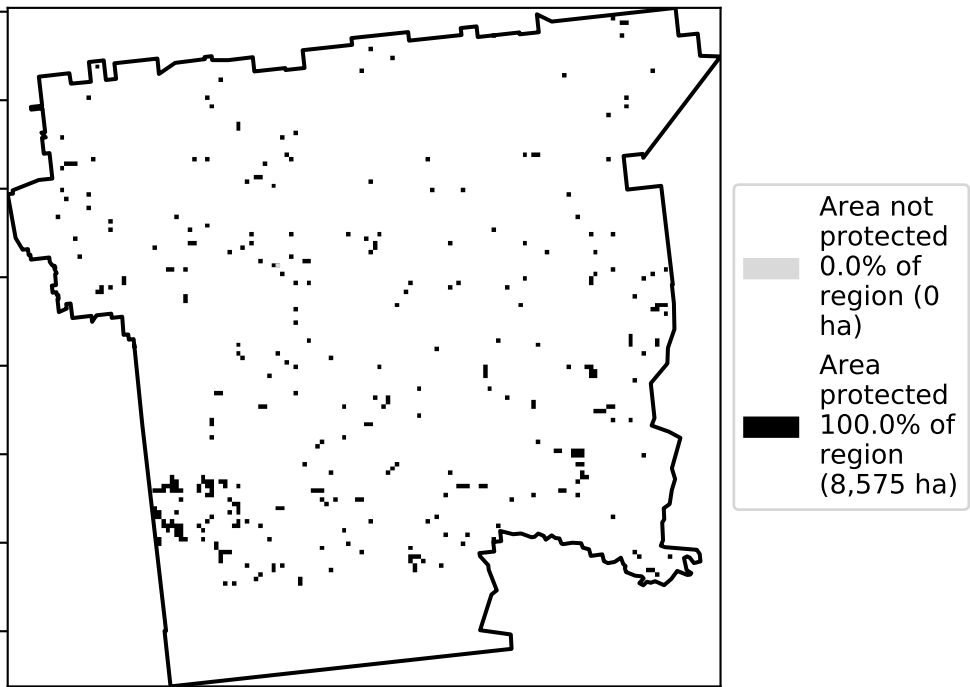 Area not
protected
0.0% of
region (0
ha)
Area
protected
100.0% of
region
(8,575 ha)